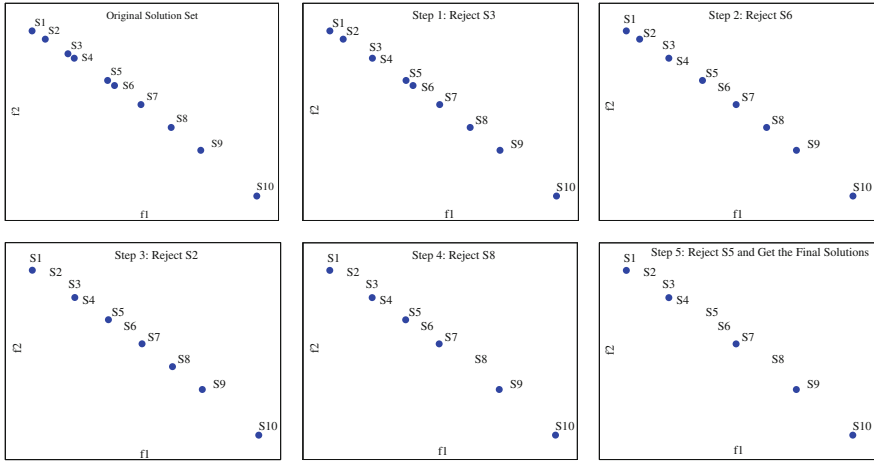 Original Solution Set
S1
S2
S3
S4
S5
S6
S7
S8
S9
S10
f2
f1
Step 1: Reject S3
S1
S2
S3
S4
S5
S6
S7
S8
S9
S10
f2
f1
Step 2: Reject S6
S1
S2
S3
S4
S5
S6
S7
S8
S9
S10
f2
f1
Step 3: Reject S2
S1
S2
S3
S4
S5
S6
S7
S8
S9
S10
f2
f1
Step 4: Reject S8
S1
S2
S3
S4
S5
S6
S7
S8
S9
S10
f2
f1
Step 5: Reject S5 and Get the Final Solutions
S1
S2
S3
S4
S5
S6
S7
S8
S9
S10
f2
f1